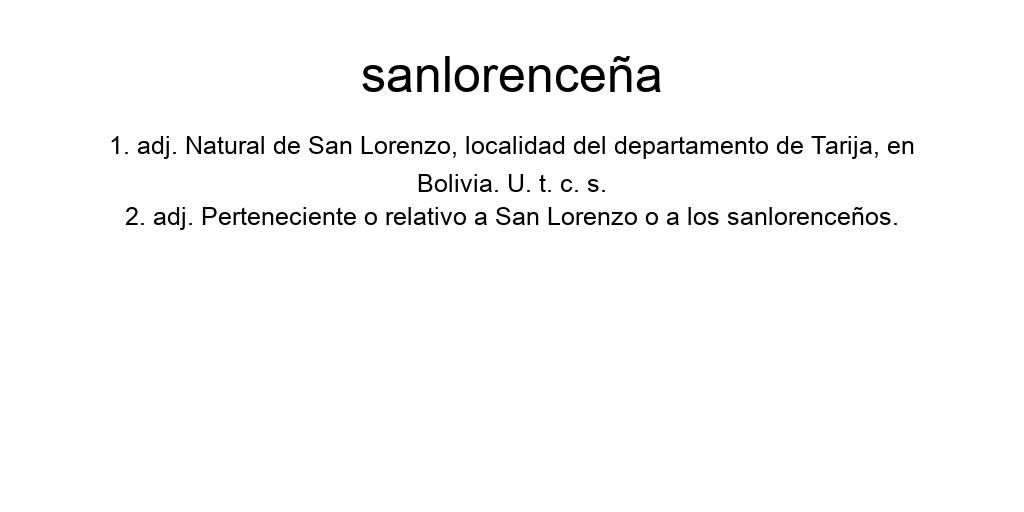 sanlorenceña
1. adj. Natural de San Lorenzo, localidad del departamento de Tarija, en
Bolivia. U. t. c. s.
2. adj. Perteneciente o relativo a San Lorenzo o a los sanlorenceños.